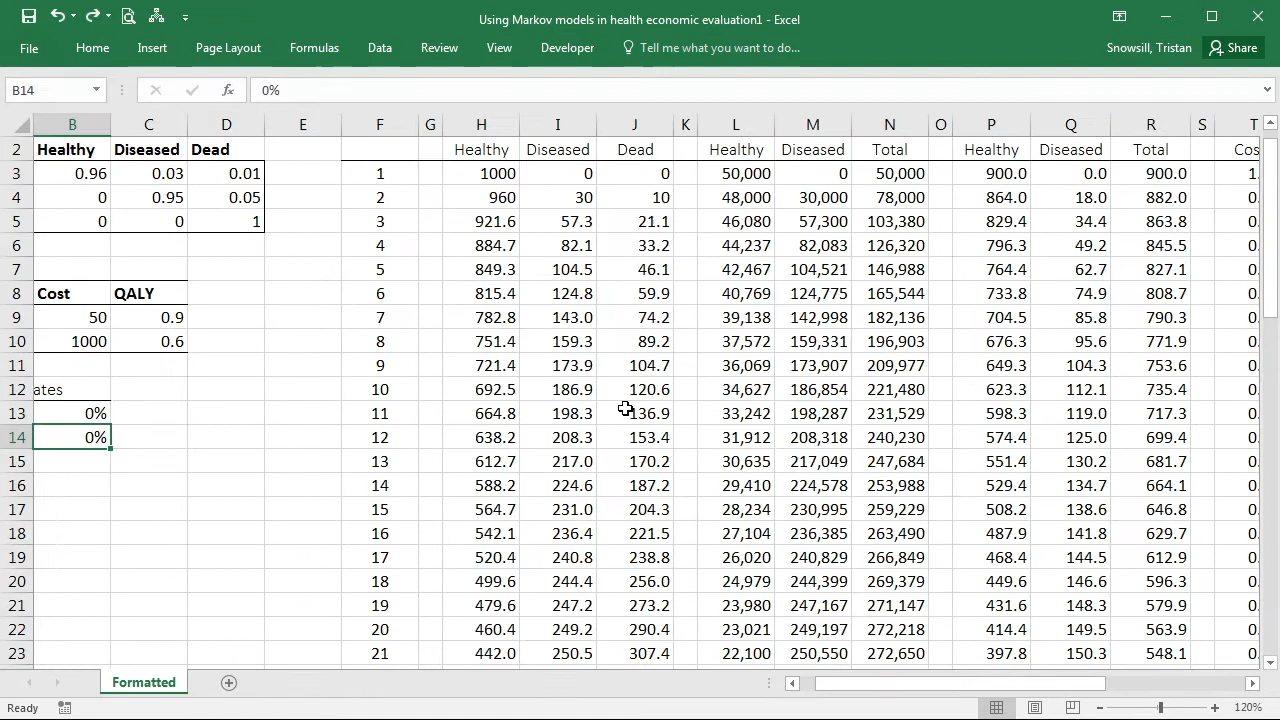 Using Markov models in health economic evaluation1 - Excel
File Home Insert Page Layout Formulas Data Review View Developer Tell me what you want to do... Snowsill, Tristan Share
B14 fx 0%
B C D E F G H I J K L M N O P Q R S T
2 Healthy Diseased Dead Healthy Diseased Dead Healthy Diseased Total Healthy Diseased Total Cos
3 0.96 0.03 0.01 1 1000 0 0 50,000 0 50,000 900.0 0.0 900.0 1.
4 0 0.95 0.05 2 960 30 10 48,000 30,000 78,000 864.0 18.0 882.0 0.
5 0 0 1 3 921.6 57.3 21.1 46,080 57,300 103,380 829.4 34.4 863.8 0.
6 4 884.7 82.1 33.2 44,237 82,083 126,320 796.3 49.2 845.5 0.
7 5 849.3 104.5 46.1 42,467 104,521 146,988 764.4 62.7 827.1 0.
8 Cost QALY 6 815.4 124.8 59.9 40,769 124,775 165,544 733.8 74.9 808.7 0.
9 50 0.9 7 782.8 143.0 74.2 39,138 142,998 182,136 704.5 85.8 790.3 0.
10 1000 0.6 8 751.4 159.3 89.2 37,572 159,331 196,903 676.3 95.6 771.9 0.
11 9 721.4 173.9 104.7 36,069 173,907 209,977 649.3 104.3 753.6 0.
12 ates 10 692.5 186.9 120.6 34,627 186,854 221,480 623.3 112.1 735.4 0.
13 0% 11 664.8 198.3 136.9 33,242 198,287 231,529 598.3 119.0 717.3 0.
14 0% 12 638.2 208.3 153.4 31,912 208,318 240,230 574.4 125.0 699.4 0.
15 13 612.7 217.0 170.2 30,635 217,049 247,684 551.4 130.2 681.7 0.
16 14 588.2 224.6 187.2 29,410 224,578 253,988 529.4 134.7 664.1 0.
17 15 564.7 231.0 204.3 28,234 230,995 259,229 508.2 138.6 646.8 0.
18 16 542.1 236.4 221.5 27,104 236,385 263,490 487.9 141.8 629.7 0.
19 17 520.4 240.8 238.8 26,020 240,829 266,849 468.4 144.5 612.9 0.
20 18 499.6 244.4 256.0 24,979 244,399 269,379 449.6 146.6 596.3 0.
21 19 479.6 247.2 273.2 23,980 247,167 271,147 431.6 148.3 579.9 0.
22 20 460.4 249.2 290.4 23,021 249,197 272,218 414.4 149.5 563.9 0.
23 21 442.0 250.5 307.4 22,100 250,550 272,650 397.8 150.3 548.1 0.
Formatted
Ready 120%